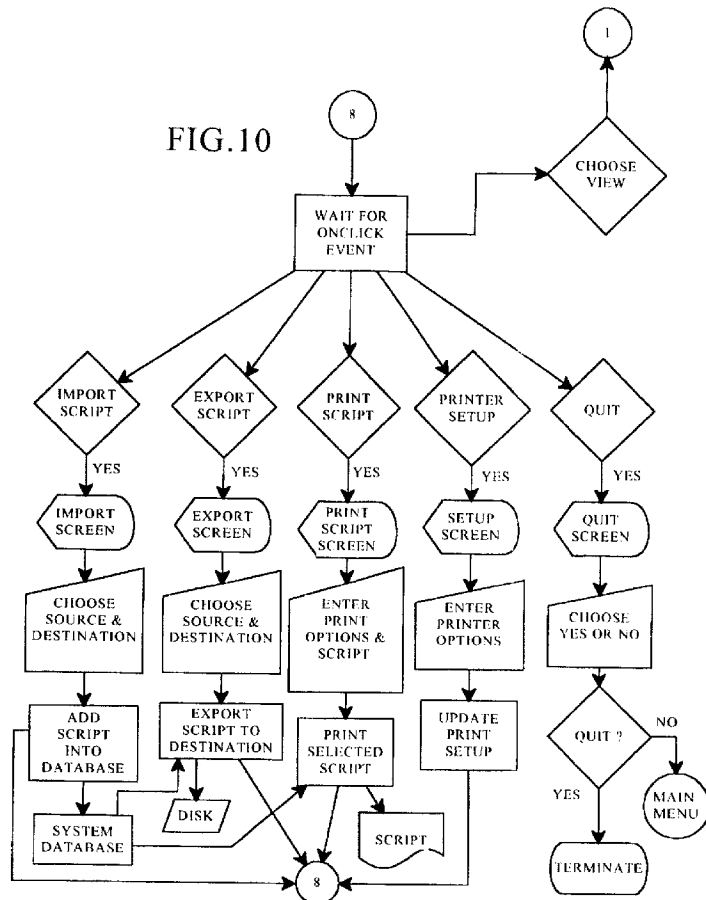 1
8
FIG.10
CHOOSE
VIEW
WAIT FOR
ONCLICK
EVENT
IMPORT
SCRIPT
EXPORT
SCRIPT
PRINT
SCRIPT
PRINTER
SETUP
QUIT
YES
YES
YES
YES
YES
IMPORT
SCREEN
EXPORT
SCREEN
PRINT
SCRIPT
SCREEN
SETUP
SCREEN
QUIT
SCREEN
CHOOSE
SOURCE &
DESTINATION
CHOOSE
SOURCE &
DESTINATION
ENTER
PRINT
OPTIONS &
SCRIPT
ENTER
PRINTER
OPTIONS
CHOOSE
YES OR NO
ADD
SCRIPT
INTO
DATABASE
EXPORT
SCRIPT TO
DESTINATION
PRINT
SELECTED
SCRIPT
UPDATE
PRINT
SETUP
QUIT ?
NO
YES
MAIN
MENU
SYSTEM
DATABASE
DISK
SCRIPT
8
TERMINATE